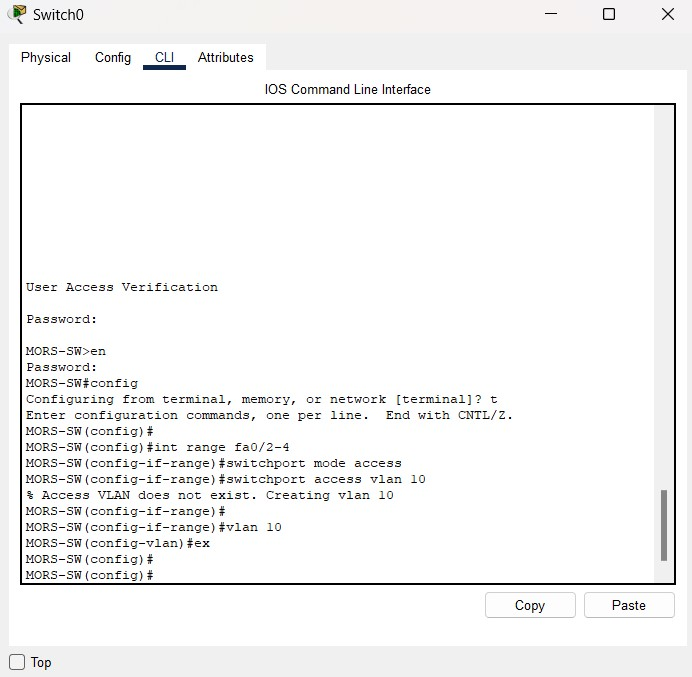 Switch0
Physical Config CLI Attributes
IOS Command Line Interface
User Access Verification
Password:
MORS-SW>en
Password:
MORS-SW#config
Configuring from terminal, memory, or network [terminal]? t
Enter configuration commands, one per line.  End with CNTL/Z.
MORS-SW(config)#
MORS-SW(config)#int range fa0/2-4
MORS-SW(config-if-range)#switchport mode access
MORS-SW(config-if-range)#switchport access vlan 10
% Access VLAN does not exist. Creating vlan 10
MORS-SW(config-if-range)#
MORS-SW(config-if-range)#vlan 10
MORS-SW(config-vlan)#ex
MORS-SW(config)#
MORS-SW(config)#
Copy Paste
Top